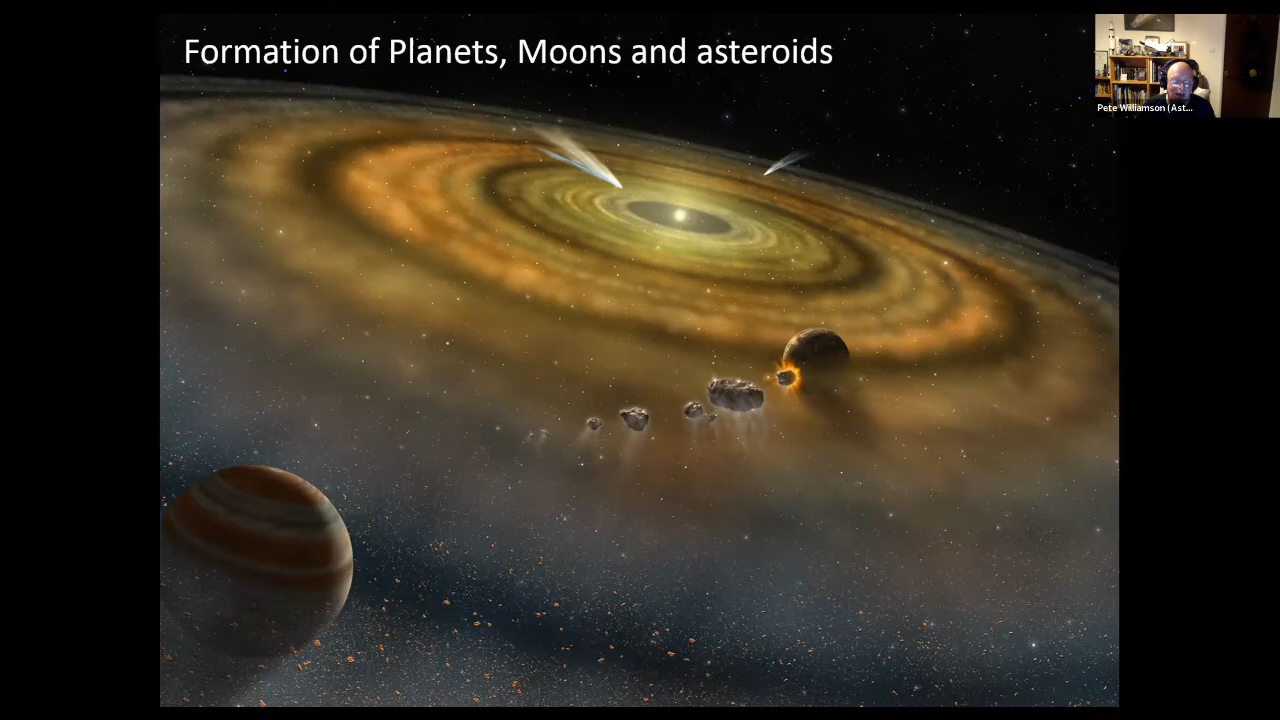 Formation of Planets, Moons and asteroids
Pete Williamson (Ast...